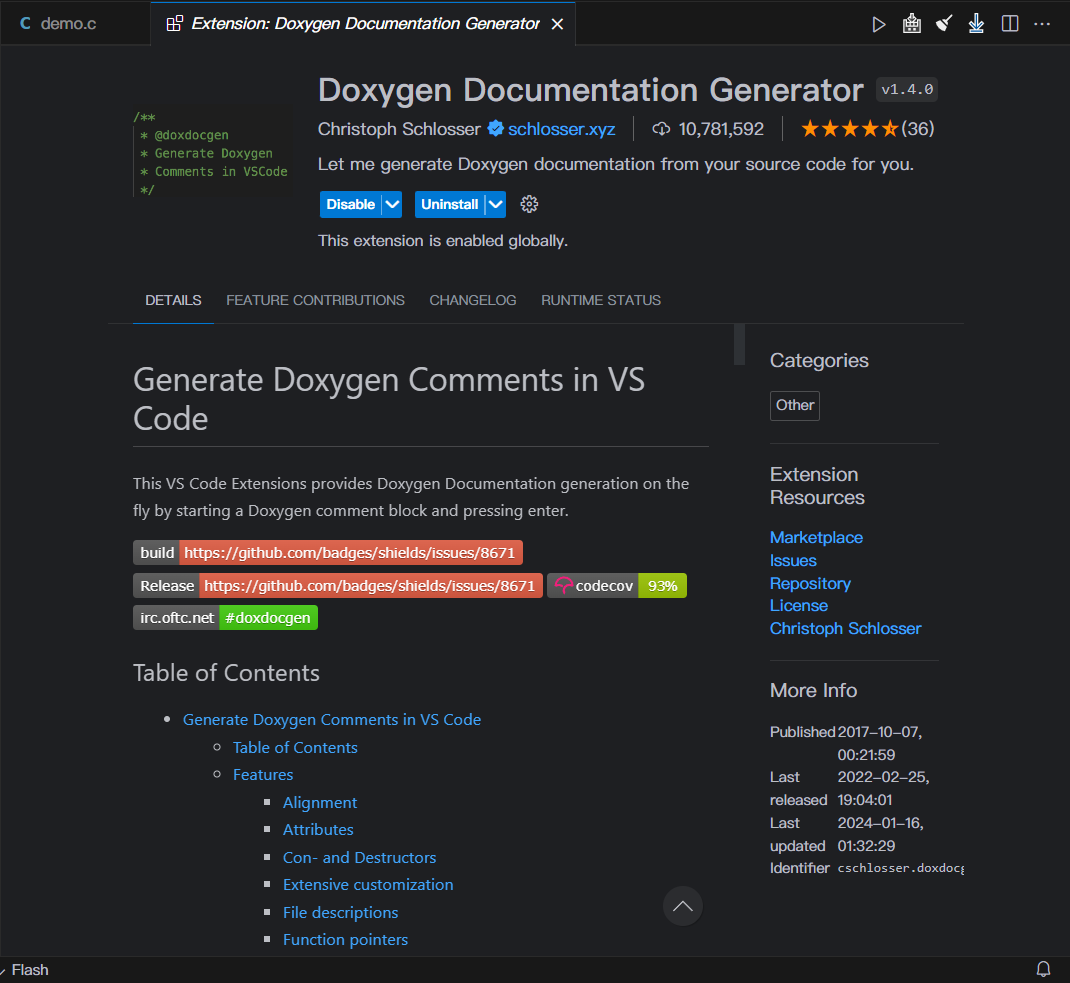 C demo.c
Extension: Doxygen Documentation Generator
/**
* @doxdocgen
* Generate Doxygen
* Comments in VSCode
*/
Doxygen Documentation Generator v1.4.0
Christoph Schlosser schlosser.xyz 10,781,592 (36)
Let me generate Doxygen documentation from your source code for you.
Disable Uninstall
This extension is enabled globally.
DETAILS FEATURE CONTRIBUTIONS CHANGELOG RUNTIME STATUS
Generate Doxygen Comments in VS
Code
This VS Code Extensions provides Doxygen Documentation generation on the
fly by starting a Doxygen comment block and pressing enter.
build https://github.com/badges/shields/issues/8671
Release https://github.com/badges/shields/issues/8671 codecov 93%
irc.oftc.net #doxdocgen
Table of Contents
• Generate Doxygen Comments in VS Code
○ Table of Contents
○ Features
▪ Alignment
▪ Attributes
▪ Con- and Destructors
▪ Extensive customization
▪ File descriptions
▪ Function pointers
Categories
Other
Extension
Resources
Marketplace
Issues
Repository
License
Christoph Schlosser
More Info
Published 2017-10-07,
00:21:59
Last 2022-02-25,
released 19:04:01
Last 2024-01-16,
updated 01:32:29
Identifier cschlosser.doxdocg
Flash